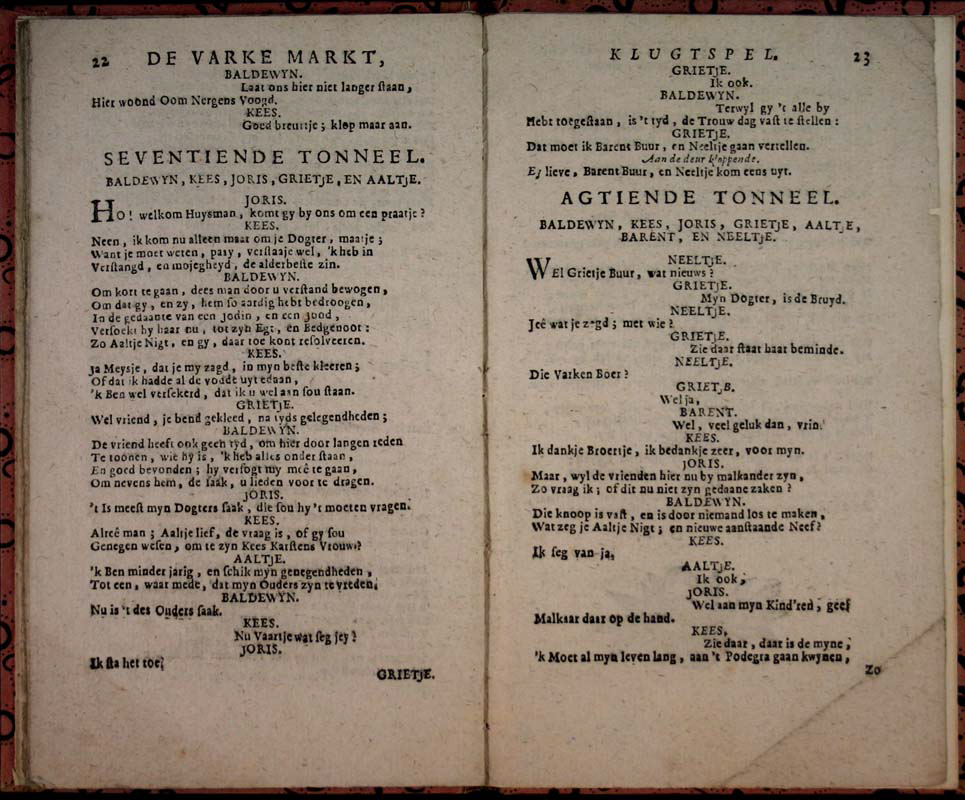 22 DE VARKE MARKT,
BALDEWYN.
Laat ons hier niet langer ſtaan,
Hier woond Oom Nergens Voogd.
KEES.
Goed breurtje; klop maar aan.
SEVENTIENDE TONNEEL.
BALDEWYN, KEES, JORIS, GRIETJE, EN AALTJE.
JORIS.
HO! welkom Huysman, komt gy by ons om een praatje?
KEES.
Neen, ik kom nu alleen maar om je Dogter, maatje;
Want je moet weten, paay, verſtaaje wel, 'k heb in
Verſtangd, en mojegheyd, de alderbeſte zin.
BALDEWYN.
Om kort te gaan, dees man door u verſtand bewogen,
Om dat gy, en zy, hem ſo aardig hebt bedroogen,
In de gedaante van een Jodin, en een Jood,
Verſoekt hy haar nu, tot zyn Egt, en Bedgenoot:
Zo Aaltje Nigt, en gy, daar toe kont reſolveeren.
KEES.
Ja Meysje, dat je my zagd, in myn beſte kleeren;
Of dat ik hadde al de vodde uyt edaan,
'k Ben wel verſekerd, dat ik u wel aan ſou ſtaan.
GRIETJE.
Wel vriend, je bend gekleed, na tyds gelegendheden;
BALDEWYN.
De vriend heeft ook geen tyd, om hier door langen reden
Te toonen, wie hy is, 'k heb alles onder ſtaan,
En goed bevonden; hy verſogt my meê te gaan,
Om nevens hem, de ſaak, u lieden voor te dragen.
JORIS.
't Is meeſt myn Dogters ſaak, die ſou hy 't moeten vragen.
KEES.
Alreê man; Aaltje lief, de vraag is, of gy ſou
Genegen weſen, om te zyn Kees Karſtens Vrouw?
AALTJE.
'k Ben minder jarig, en ſchik myn genegendheden,
Tot een, waar mede, dat myn Ouders zyn te vreden.
BALDEWYN.
Nu is 't des Ouders ſaak.
KEES.
Nu Vaartje wat ſeg jey?
JORIS.
Ik ſta het toe;
GRIETJE.
KLUGTSPEL. 23
GRIETJE.
Ik ook.
BALDEWYN.
Terwyl gy 't alle by
Hebt toegeſtaan, is 't tyd, de Trouw dag vaſt te ſtellen:
GRIETJE.
Dat moet ik Barent Buur, en Neeltje gaan vertellen.
Aan de deur kloppende.
Ej lieve, Barent Buur, en Neeltje kom eens uyt.
AGTIENDE TONNEEL.
BALDEWYN, KEES, JORIS, GRIETJE, AALTJE,
BARENT, EN NEELTJE.
NEELTJE.
WEl Grietje Buur, wat nieuws?
GRIETJE.
Myn Dogter, is de Bruyd.
NEELTJE.
Jeê wat je zegd; met wie?
GRIETJE.
Zie daar ſtaat haar beminde.
NEELTJE.
Die Varken Boer?
GRIETJE.
Wel ja,
BARENT.
Wel, veel geluk dan, vrin.
KEES.
Ik dankje Broertje, ik bedankje zeer, voor myn.
JORIS.
Maar, wyl de vrienden hier nu by malkander zyn,
Zo vraag ik; of dit nu niet zyn gedaane zaken?
BALDEWYN.
Die knoop is vaſt, en is door niemand los te maken,
Wat zeg je Aaltje Nigt; en nieuwe aanſtaande Neef?
KEES.
Ik ſeg van ja,
AALTJE.
Ik ook,
JORIS.
Wel aan myn Kind'ren, geef
Malkaar daar op de hand.
KEES,
Zie daar, daar is de myne,
'k Moet al myn leven lang, aan 't Podegra gaan kwynen,
Zo